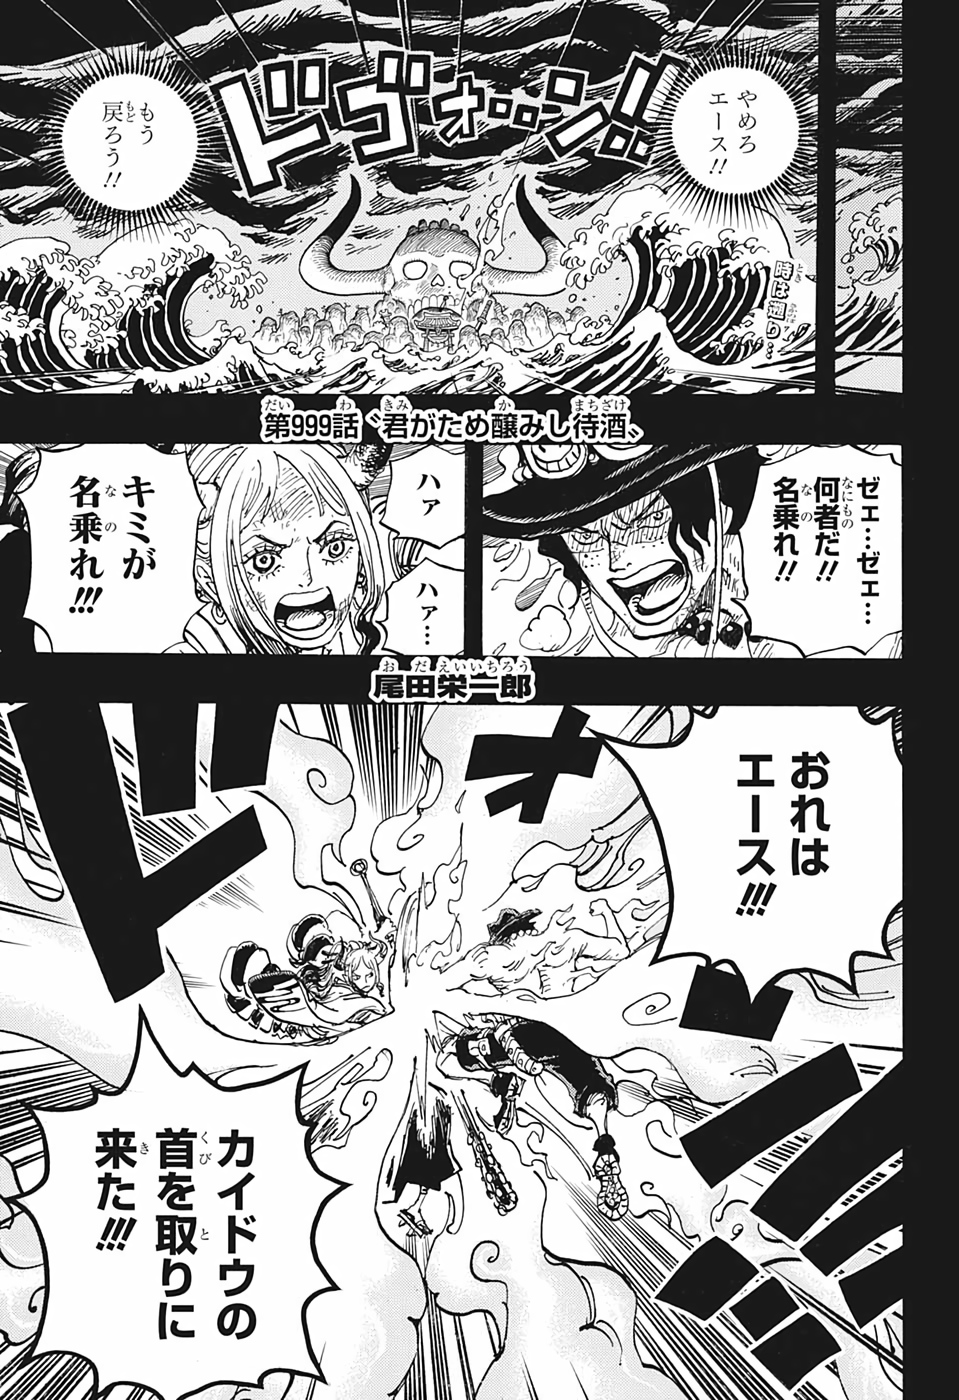 やめろ
エース!!
ドゴォ…ン!!
もう
戻ろう!!
時は遡り…
第999話〝君がため醸みし待酒〟
ゼェ…ゼェ…
何者だ!!
名乗れ!!
ハァ
ハァ…
キミが
名乗れ!!!
尾田栄一郎
おれは
エース!!!
カイドウの
首を取りに
来た!!!